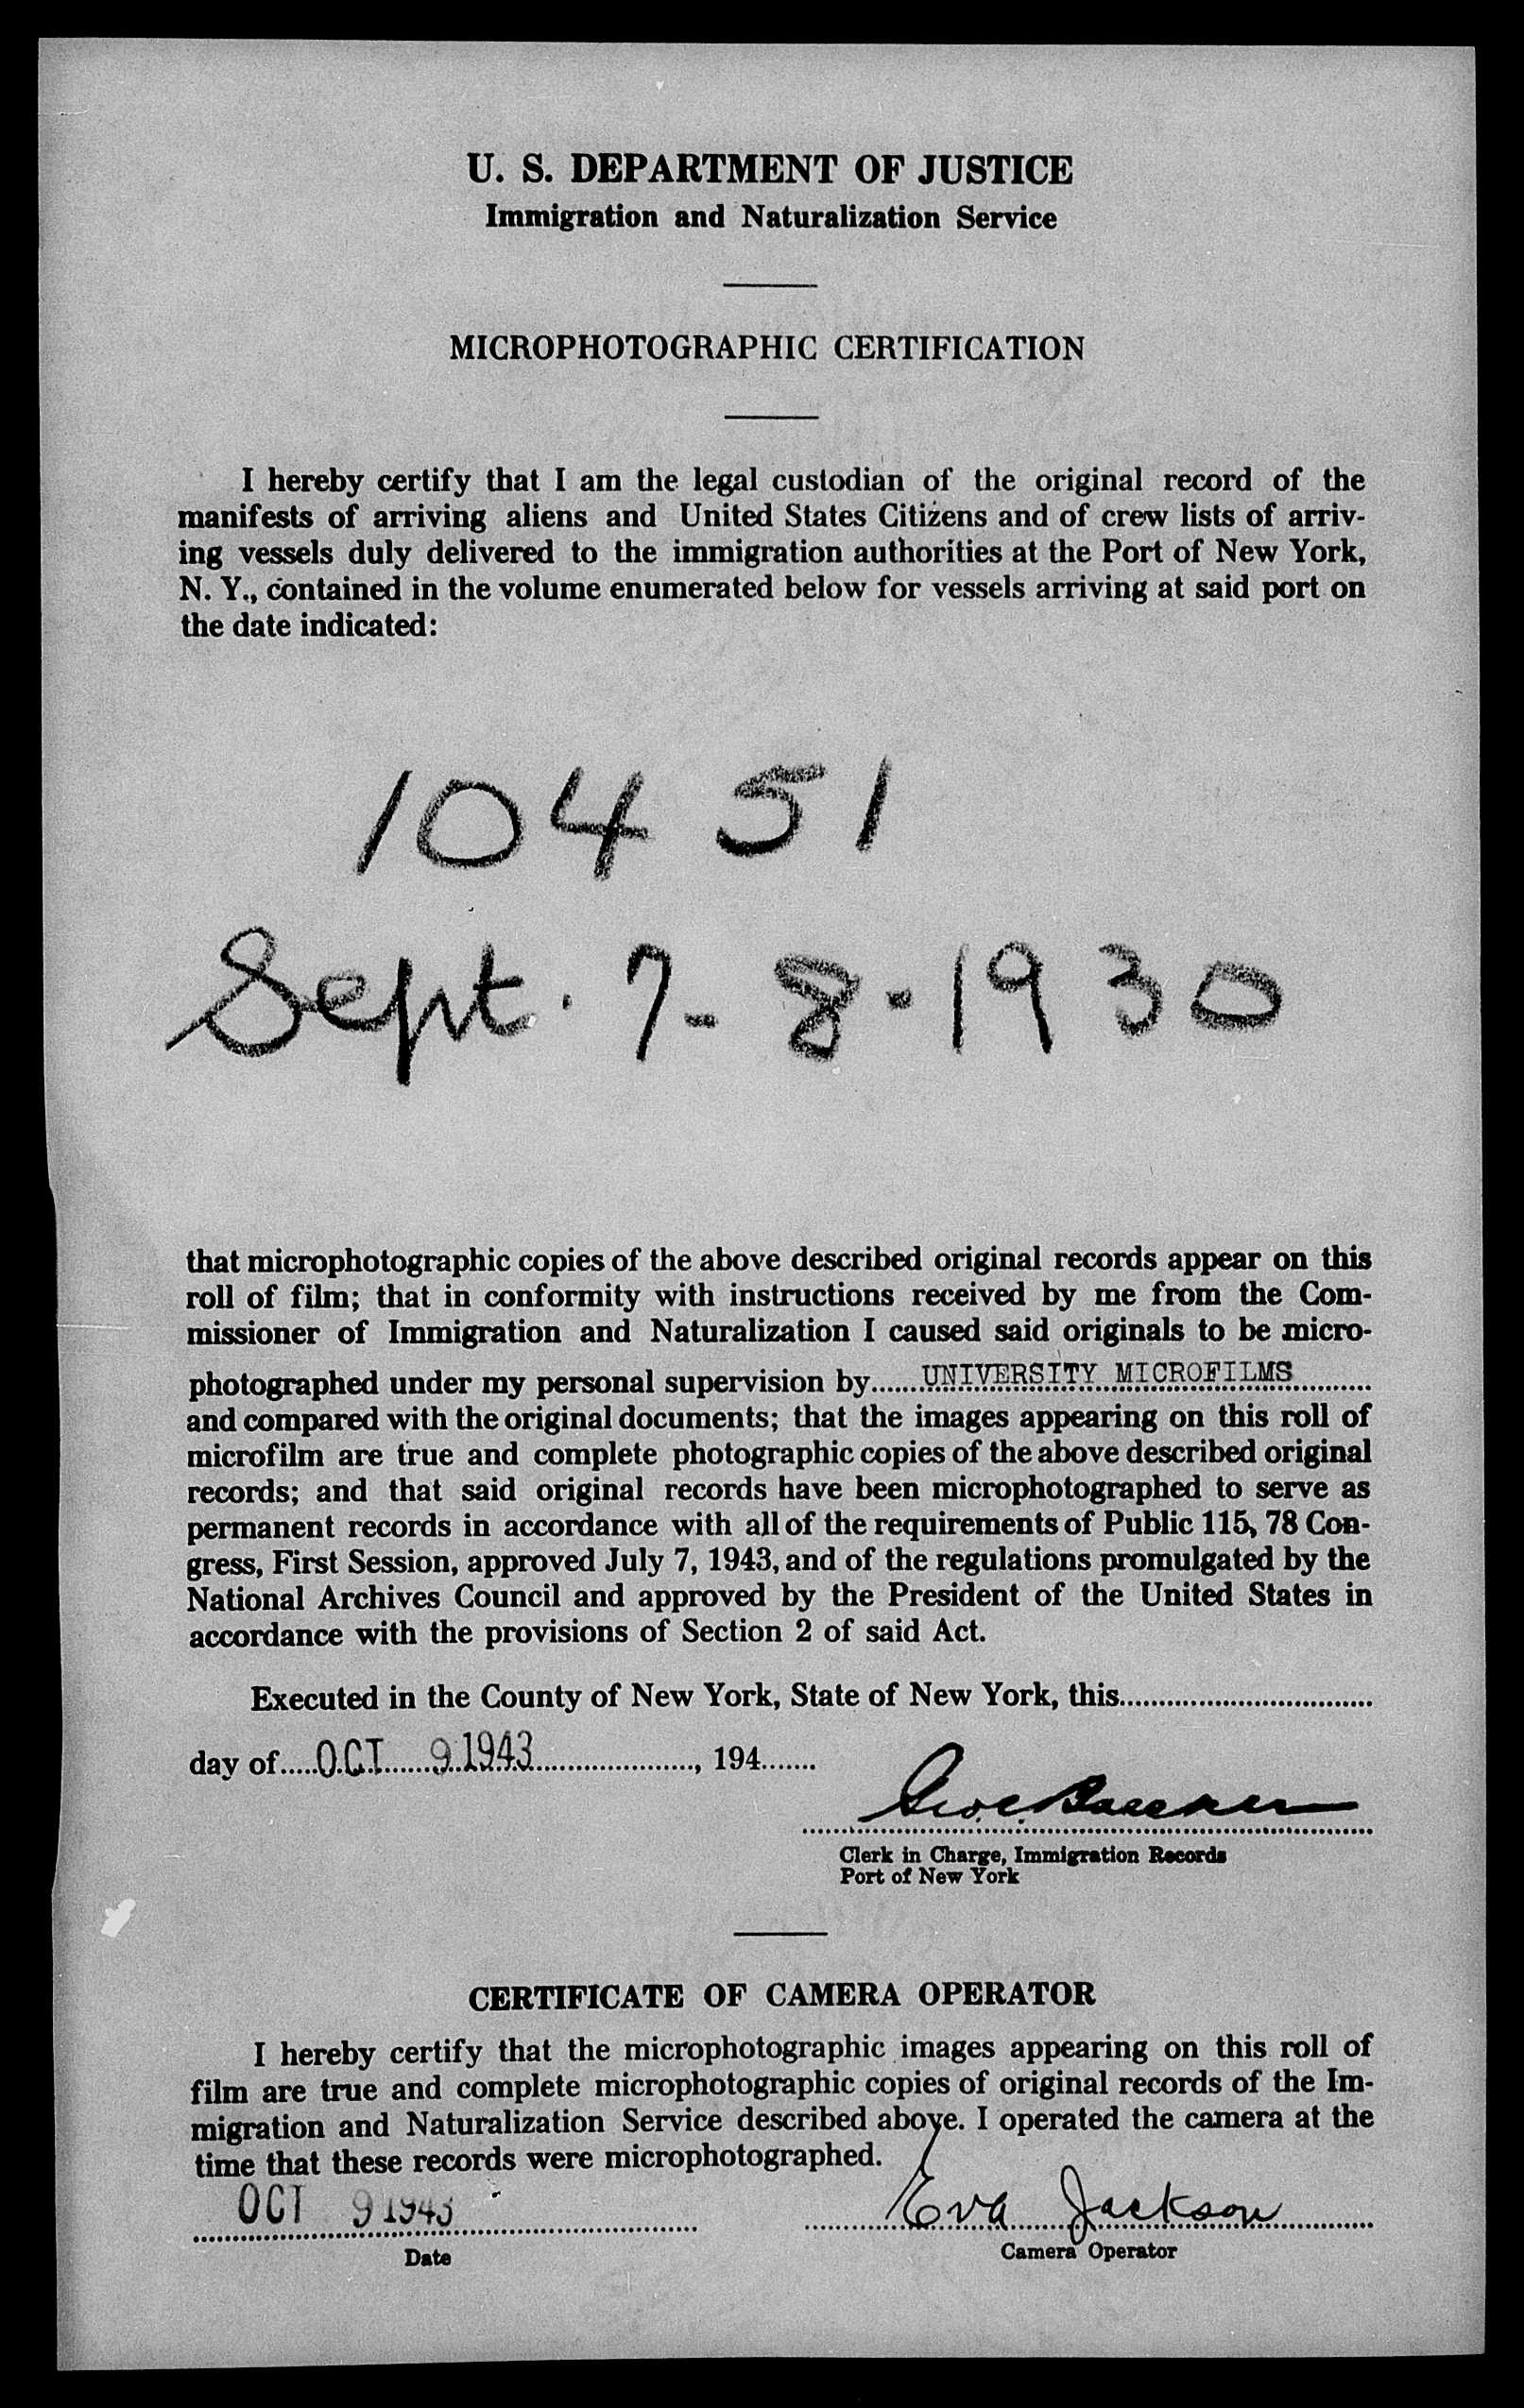 U. S. DEPARTMENT OF JUSTICE
Immigration and Naturalization Service
MICROPHOTOGRAPHIC CERTIFICATION
I hereby certify that I am the legal custodian of the original record of the
manifests of arriving aliens and United States Citizens and of crew lists of arriv-
ing vessels duly delivered to the immigration authorities at the Port of New York,
N. Y., contained in the volume enumerated below for vessels arriving at said port on
the date indicated:
10451
Sept. 7-8-1930
that microphotographic copies of the above described original records appear on this
roll of film; that in conformity with instructions received by me from the Com-
missioner of Immigration and Naturalization I caused said originals to be micro-
photographed under my personal supervision by......UNIVERSITY MICROFILMS..........
and compared with the original documents; that the images appearing on this roll of
microfilm are true and complete photographic copies of the above described original
records; and that said original records have been microphotographed to serve as
permanent records in accordance with all of the requirements of Public 115, 78 Con-
gress, First Session, approved July 7, 1943, and of the regulations promulgated by the
National Archives Council and approved by the President of the United States in
accordance with the provisions of Section 2 of said Act.
Executed in the County of New York, State of New York, this................................
day of.....OCT 9 1943......................, 194.......
Clerk in Charge, Immigration Records
Port of New York
CERTIFICATE OF CAMERA OPERATOR
I hereby certify that the microphotographic images appearing on this roll of
film are true and complete microphotographic copies of original records of the Im-
migration and Naturalization Service described above. I operated the camera at the
time that these records were microphotographed.
OCT 9 1943 Eva Jackson
Date Camera Operator